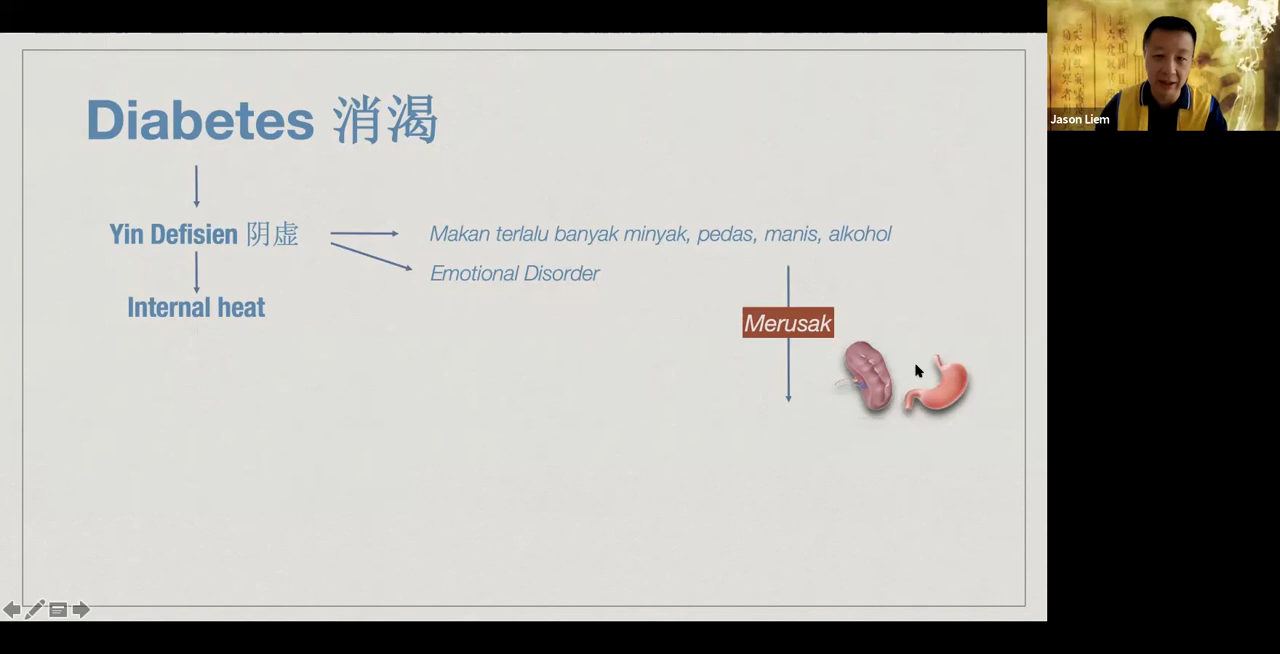 Diabetes 消渴
Yin Defisien 阴虚
Makan terlalu banyak minyak, pedas, manis, alkohol
Emotional Disorder
Internal heat
Merusak
Jason Liem